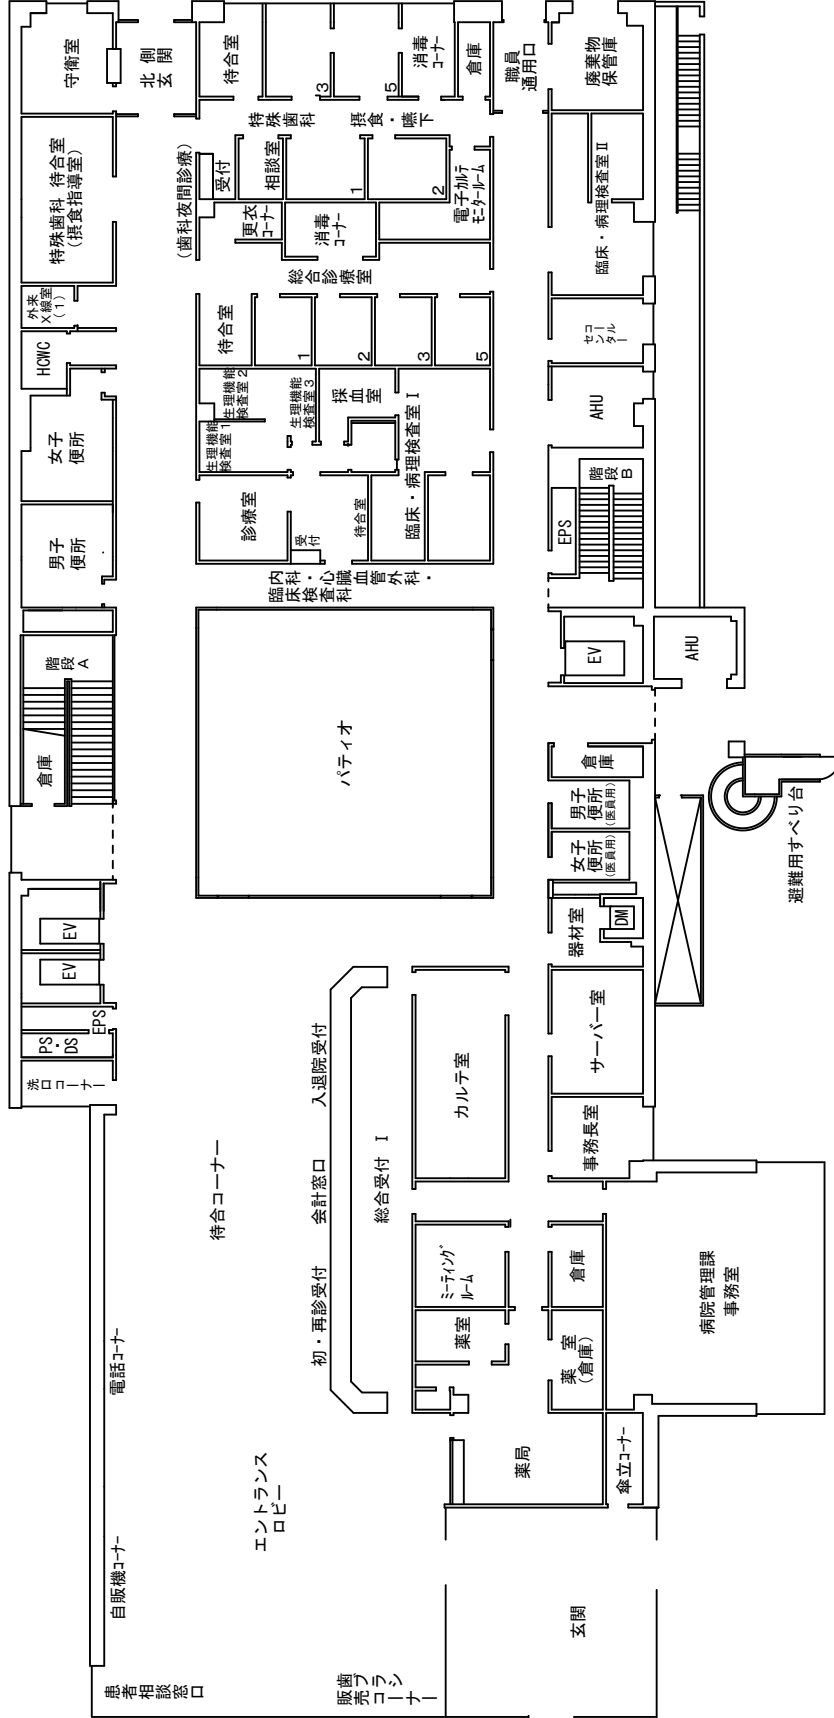 守衛室
北側
玄関
待合室
3
5
消毒
コーナー
倉庫
職員
通用口
廃棄物
保管庫
特殊歯科 待合室
(摂食指導室)
特殊
歯科
摂食・嚥下
(歯科夜間診療)
受付
相談室
1
2
電子カルテ
モニタールーム
臨床・病理検査室Ⅱ
更衣
コーナー
消毒
コーナー
総合診療室
外来
X線室
(1)
HCWC
待合室
1
2
3
5
コール
センター
女子
便所
生理機能
検査室2
生理機能
検査室1
生理機能
検査室3
採血室
臨床・病理検査室Ⅰ
AHU
男子
便所
診療室
受付
待合室
EPS
階段
B
内科・心臓血管外科・
臨床検査科
階段
A
倉庫
パティオ
EV
AHU
倉庫
男子
便所
(医員用)
女子
便所
(医員用)
避難用すべり台
EV
EV
器材室
DM
EPS
PS
・
DS
洗口コーナー
入退院受付
会計窓口
初・再診受付
総合受付 Ⅰ
カルテ室
サーバー室
事務長室
待合コーナー
ミーティング
ルーム
倉庫
薬室
薬室
(倉庫)
病院管理課
事務室
電話コーナー
エントランス
ロビー
薬局
傘立コーナー
自販機コーナー
玄関
患者相談窓口
歯ブラシ
販売コーナー